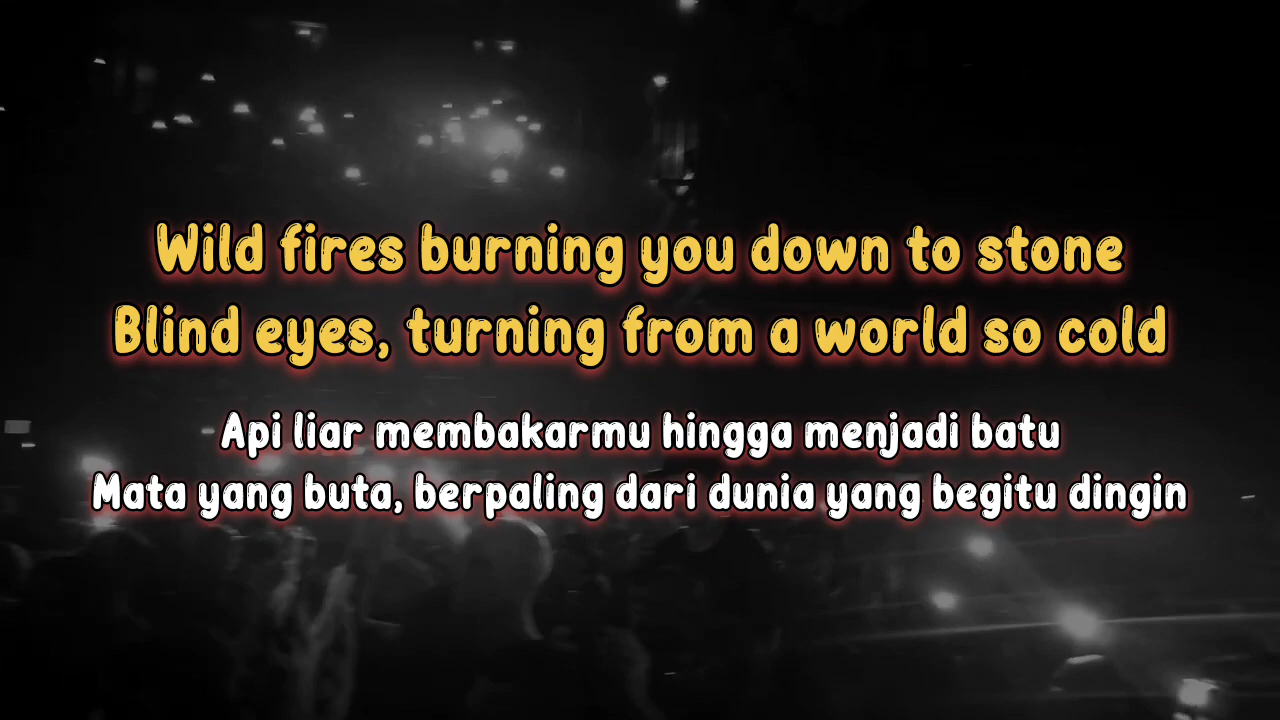 Wild fires burning you down to stone
Blind eyes, turning from a world so cold
Api liar membakarmu hingga menjadi batu
Mata yang buta, berpaling dari dunia yang begitu dingin